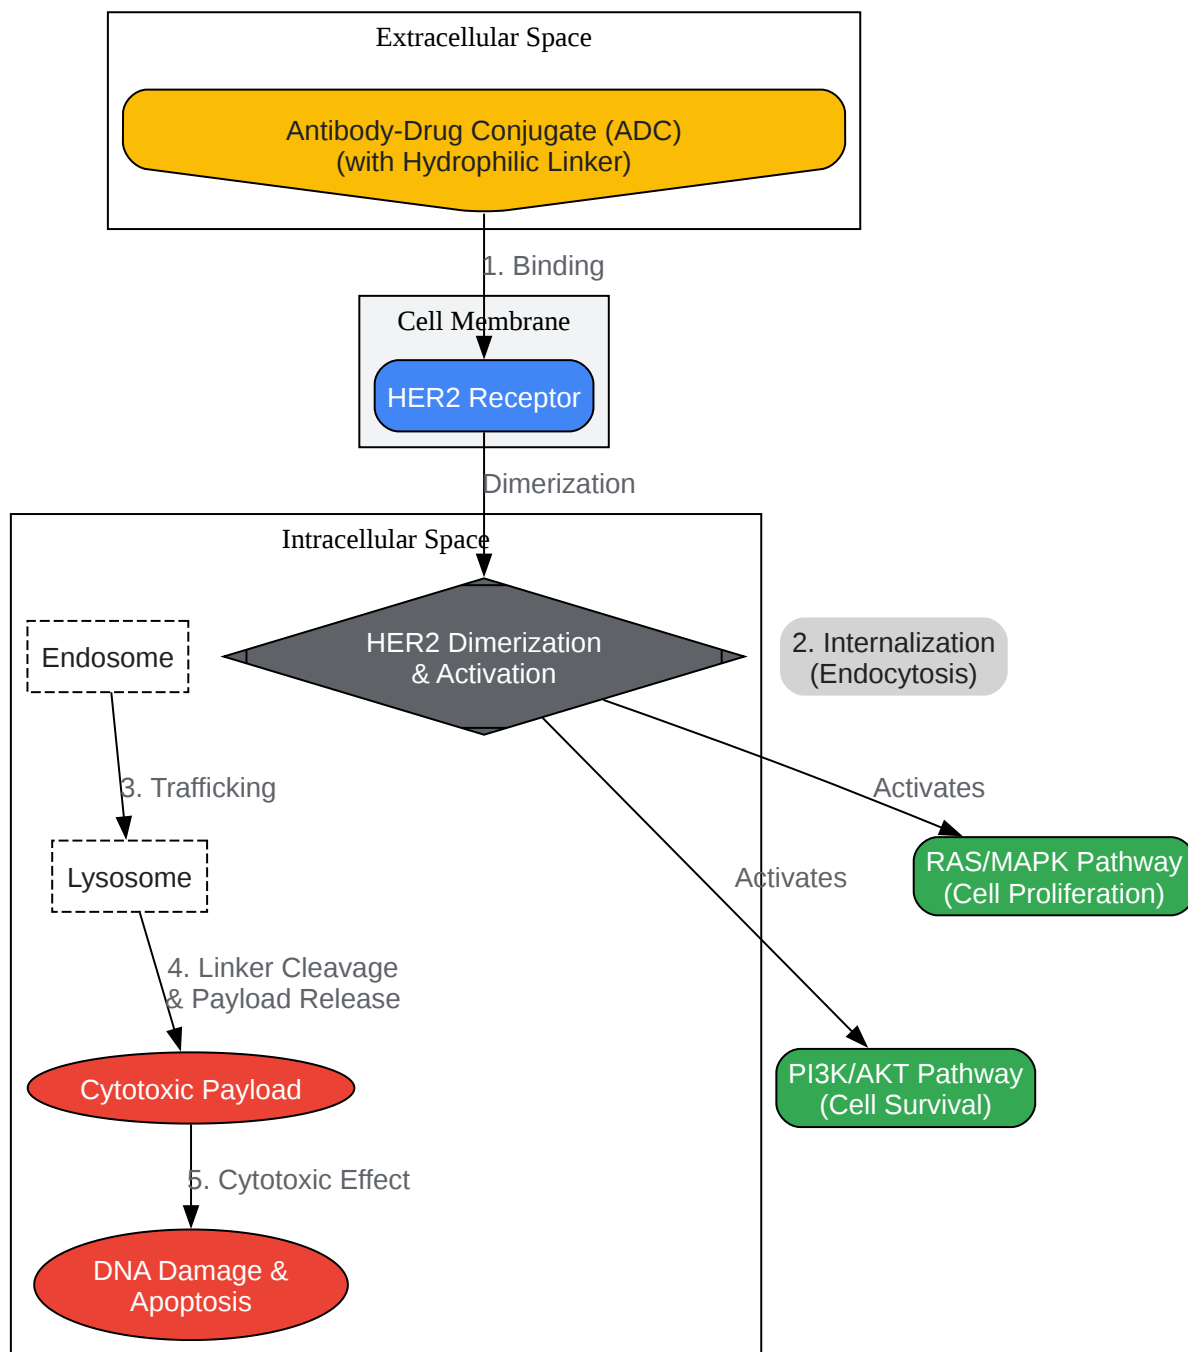 Extracellular Space
Antibody-Drug Conjugate (ADC)
(with Hydrophilic Linker)
1. Binding
Cell Membrane
HER2 Receptor
Dimerization
Intracellular Space
Endosome
HER2 Dimerization
& Activation
2. Internalization
(Endocytosis)
3. Trafficking
Activates
Lysosome
Activates
RAS/MAPK Pathway
(Cell Proliferation)
4. Linker Cleavage
& Payload Release
Cytotoxic Payload
PI3K/AKT Pathway
(Cell Survival)
5. Cytotoxic Effect
DNA Damage &
Apoptosis